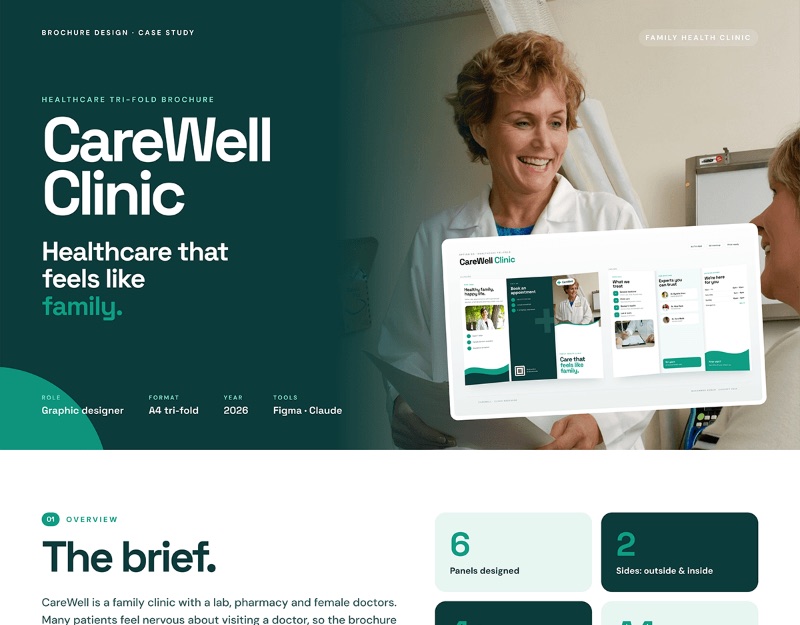 BROCHURE DESIGN · CASE STUDY
FAMILY HEALTH CLINIC
HEALTHCARE TRI-FOLD BROCHURE
CareWell
Clinic
Healthcare that
feels like
family.
ROLE
Graphic designer
FORMAT
A4 tri-fold
YEAR
2026
TOOLS
Figma · Claude
CareWell Clinic
Healthy family,
happy life.
Book an
appointment
Care that
feels like
family.
What we
treat
Experts you
can trust
We're here
for you
01 OVERVIEW
The brief.
CareWell is a family clinic with a lab, pharmacy and female doctors.
Many patients feel nervous about visiting a doctor, so the brochure
6
Panels designed
2
Sides: outside & inside